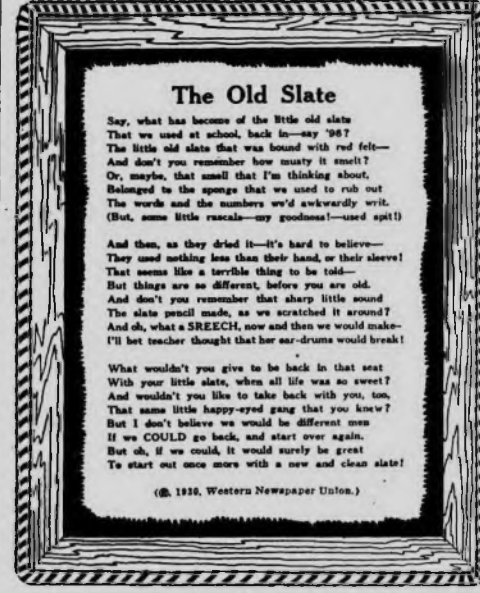 The Old Slate
Say, what has become of the little old slate
That we used at school, back in—say '96?
The little old slate that was bound with red felt—
And don't you remember how musty it smelt?
Or, maybe, that smell that I'm thinking about,
Belonged to the sponge that we used to rub out
The words and the numbers we'd awkwardly writ.
(But, some little rascals—my goodness!—used spit!)
And then, as they dried it—it's hard to believe—
They used nothing less than their hand, or their sleeve!
That seems like a terrible thing to be told—
But things are so different, before you are old.
And don't you remember that sharp little sound
The slate pencil made, as we scratched it around?
And oh, what a SREECH, now and then we would make—
I'll bet teacher thought that her ear-drums would break!
What wouldn't you give to be back in that seat
With your little slate, when all life was so sweet?
And wouldn't you like to take back with you, too,
That same little happy-eyed gang that you knew?
But I don't believe we would be different men
If we COULD go back, and start over again.
But oh, if we could, it would surely be great
To start out once more with a new and clean slate!
(©, 1930, Western Newspaper Union.)